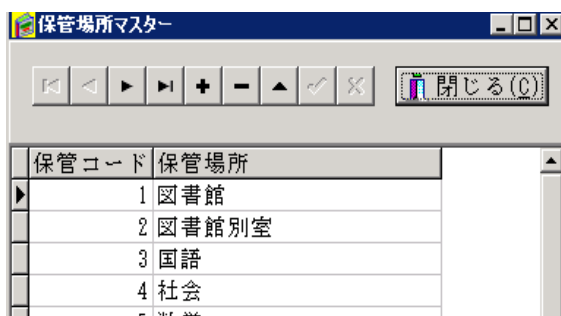 保管場所マスター
閉じる(C)
保管コード 保管場所
1 図書館
2 図書館別室
3 国語
4 社会